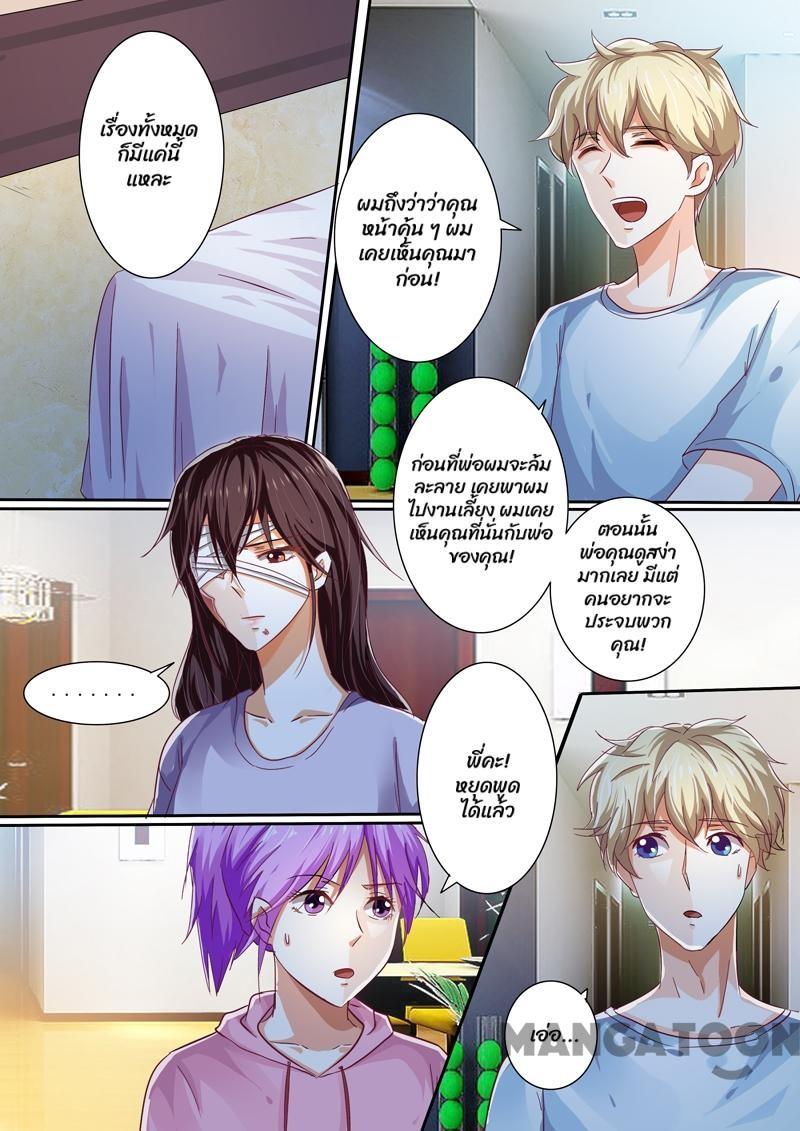 เรื่องทั้งหมด
ก็มีแค่นี้
แหละ
ผมถึงว่าว่าคุณ
หน้าคุ้น ๆ ผม
เคยเห็นคุณมา
ก่อน!
ก่อนที่พ่อผมจะล้ม
ละลาย เคยพาผม
ไปงานเลี้ยง ผมเคย
เห็นคุณที่นั่นกับพ่อ
ของคุณ!
ตอนนั้น
พ่อคุณดูสง่า
มากเลย มีแต่
คนอยากจะ
ประจบพวก
คุณ!
.......
พี่คะ!
หยุดพูด
ได้แล้ว
เอ่อ...
MANGATOON